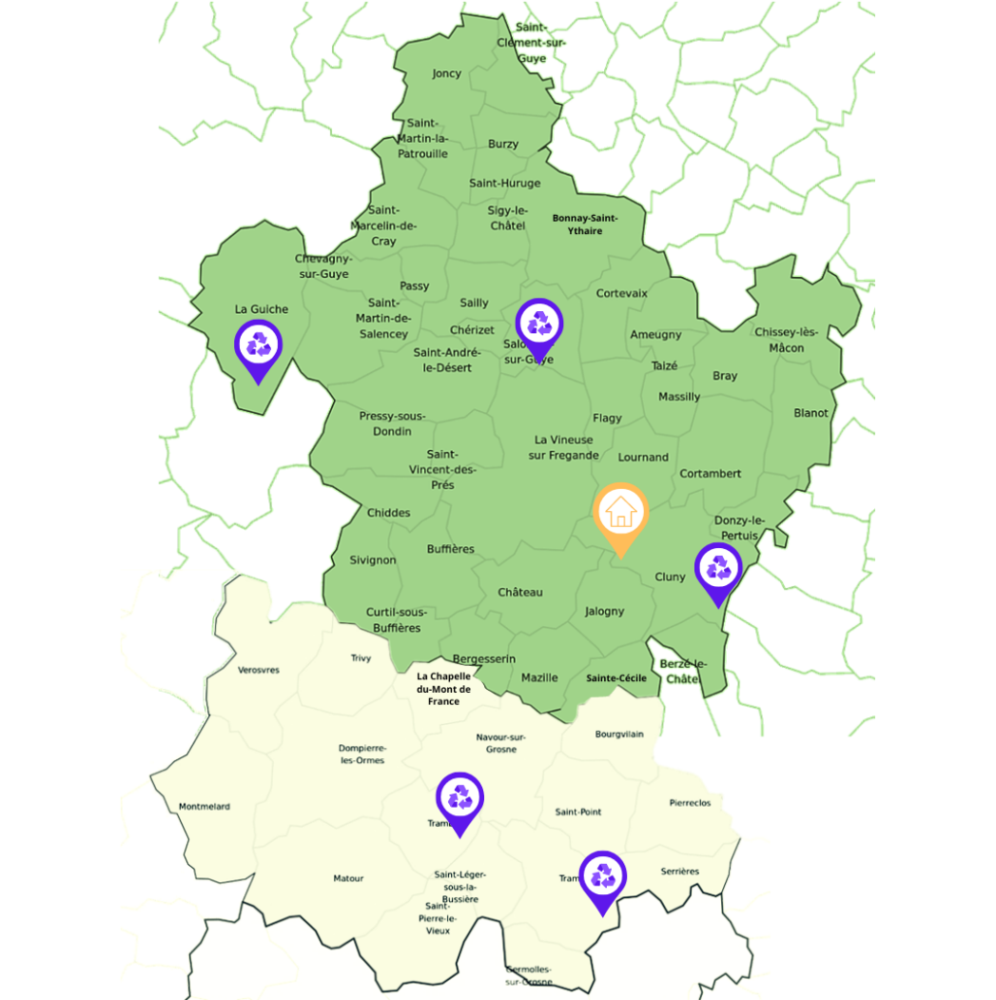 Saint-
Clément-sur-
Guye
Joncy
Saint-
Martin-la-
Patrouille
Burzy
Saint-Huruge
Saint-
Marcelin-de-
Cray
Sigy-le-
Châtel
Bonnay-Saint-
Ythaire
Chevagny-
sur-Guye
Passy
Cortevaix
La Guiche
Saint-
Martin-de-
Salencey
Sailly
Chérizet
sur-Guye
Saint-André-
le-Désert
Ameugny
Chissey-lès-
Mâcon
Taizé
Bray
Massilly
Blanot
Pressy-sous-
Dondin
Flagy
La Vineuse
sur Fregande
Lournand
Saint-
Vincent-des-
Prés
Cortambert
Chiddes
Donzy-le-
Pertuis
Buffières
Sivignon
Cluny
Château
Jalogny
Curtil-sous-
Buffières
Bergesserin
Mazille
Sainte-Cécile
Berzé-le-
Châtel
Trivy
Verosvres
La Chapelle
du-Mont de
France
Bourgvilain
Navour-sur-
Grosne
Dompierre-
les-Ormes
Montmelard
Pierreclos
Saint-Point
Tram
Matour
Saint-Léger-
sous-la-
Bussière
Tram
Serrières
Saint-
Pierre-le-
Vieux
Germolles-
sur-Grosne